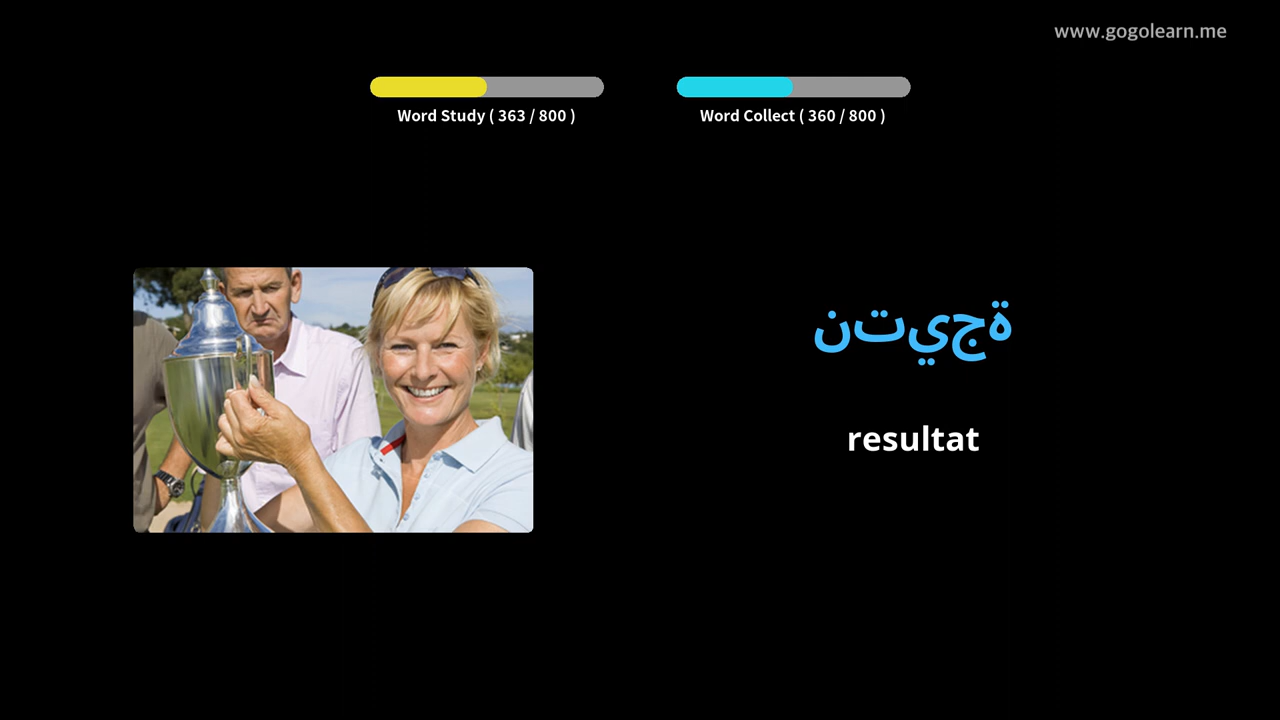 www.gogolearn.me
Word Study ( 363 / 800 )
Word Collect ( 360 / 800 )
نتيجة
resultat